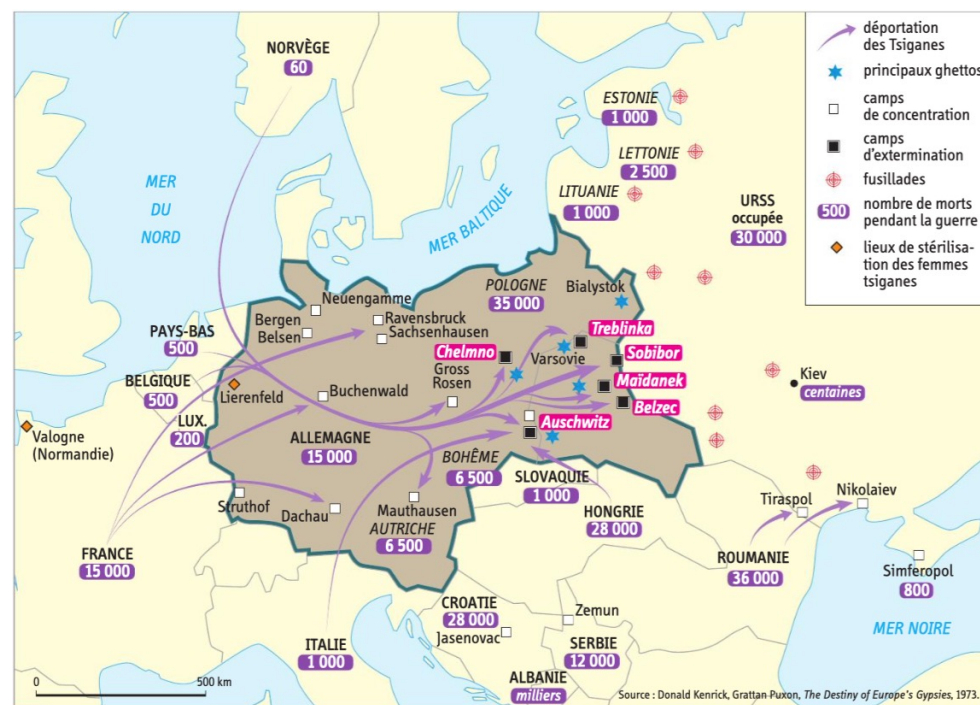 NORVÈGE
60
MER
DU
NORD
MER BALTIQUE
ESTONIE
1 000
LETTONIE
2 500
LITUANIE
1 000
URSS
occupée
30 000
déportation
des Tsiganes
principaux ghettos
camps
de concentration
camps
d'extermination
fusillades
500
nombre de morts
pendant la guerre
lieux de stérilisa-
tion des femmes
tsiganes
POLOGNE
35 000
Bialystok
Neuengamme
Bergen
Belsen
Ravensbruck
Sachsenhausen
PAYS-BAS
500
BELGIQUE
500
LUX.
200
Lierenfeld
Buchenwald
Chelmno
Gross
Rosen
Varsovie
Treblinka
Sobibor
Maïdanek
Belzec
Auschwitz
Kiev
centaines
Valogne
(Normandie)
ALLEMAGNE
15 000
BOHÊME
6 500
SLOVAQUIE
1 000
HONGRIE
28 000
Struthof
Dachau
Mauthausen
AUTRICHE
6 500
FRANCE
15 000
Tiraspol
Nikolaiev
ROUMANIE
36 000
Simferopol
800
MER NOIRE
ITALIE
1 000
CROATIE
28 000
Jasenovac
Zemun
SERBIE
12 000
ALBANIE
milliers
0
500 km
Source : Donald Kenrick, Grattan Puxon, The Destiny of Europe's Gypsies, 1973.